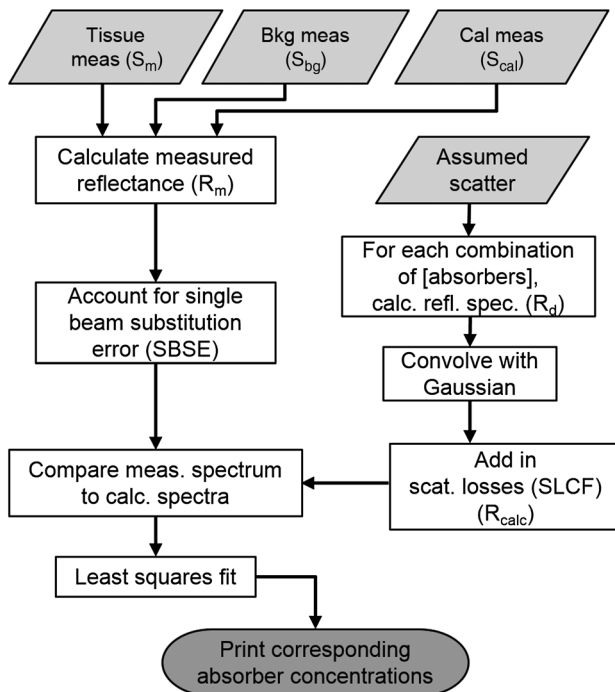 Tissue
meas (Sm)
Bkg meas
(Sbg)
Cal meas
(Scal)
Calculate measured
reflectance (Rm)
Assumed
scatter
For each combination
of [absorbers],
calc. refl. spec. (Rd)
Account for single
beam substitution
error (SBSE)
Convolve with
Gaussian
Add in
scat. losses (SLCF)
(Rcalc)
Compare meas. spectrum
to calc. spectra
Least squares fit
Print corresponding
absorber concentrations